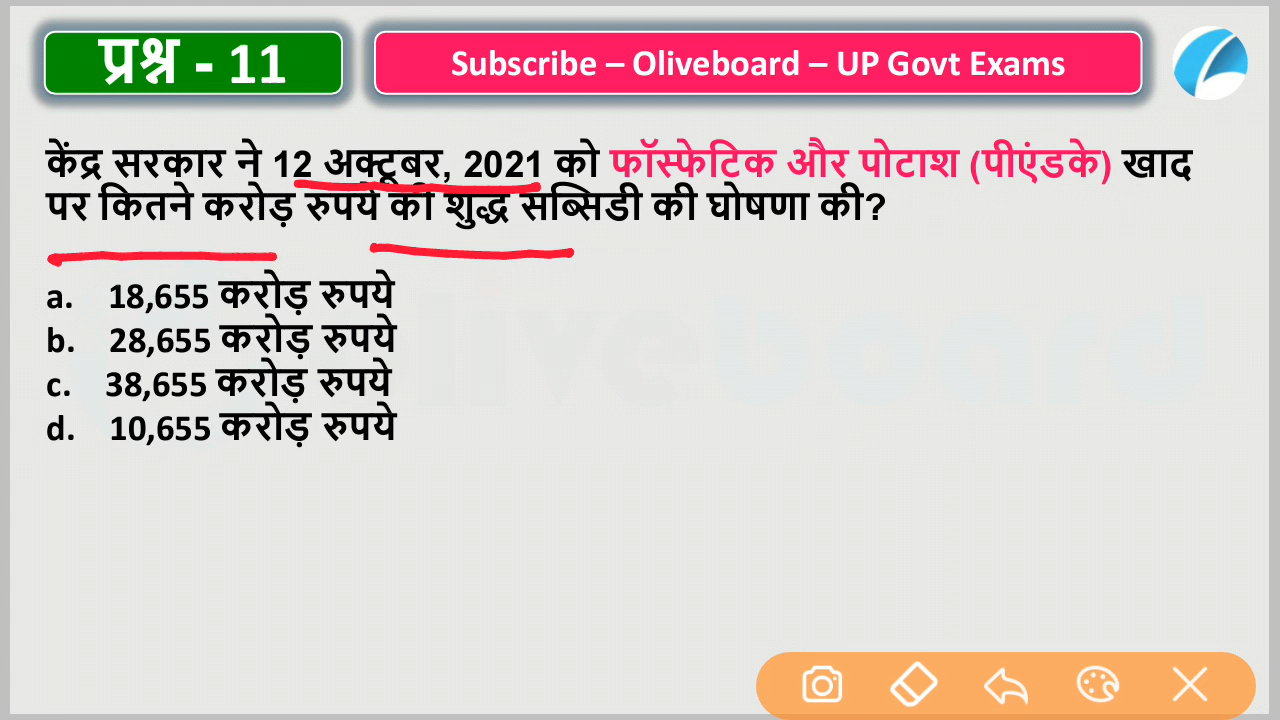 प्रश्न - 11
Subscribe – Oliveboard – UP Govt Exams
केंद्र सरकार ने 12 अक्टूबर, 2021 को फॉस्फेटिक और पोटाश (पीएंडके) खाद
पर कितने करोड़ रुपये की शुद्ध सब्सिडी की घोषणा की?
a. 18,655 करोड़ रुपये
b. 28,655 करोड़ रुपये
c. 38,655 करोड़ रुपये
d. 10,655 करोड़ रुपये